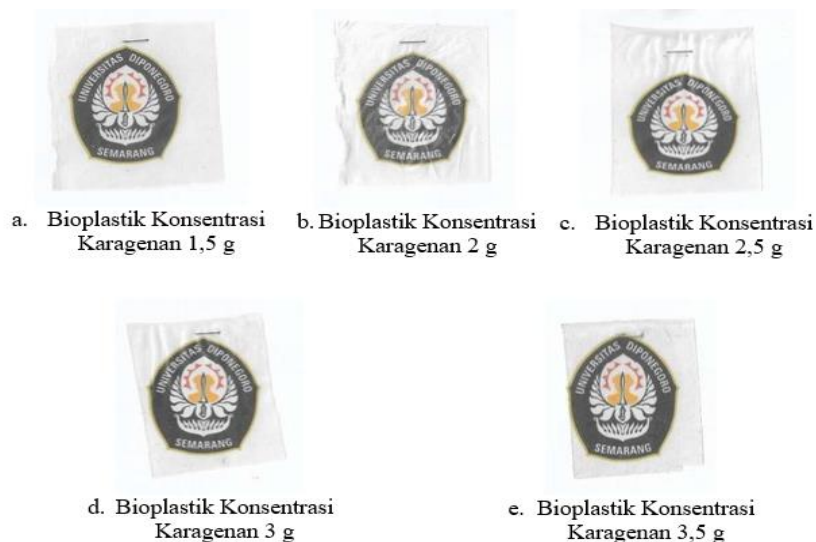 UNIVERSITAS DIPONEGORO
SEMARANG
UNIVERSITAS DIPONEGORO
SEMARANG
UNIVERSITAS DIPONEGORO
SEMARANG
a. Bioplastik Konsentrasi
Karagenan 1,5 g
b. Bioplastik Konsentrasi
Karagenan 2 g
c. Bioplastik Konsentrasi
Karagenan 2,5 g
UNIVERSITAS DIPONEGORO
SEMARANG
UNIVERSITAS DIPONEGORO
SEMARANG
d. Bioplastik Konsentrasi
Karagenan 3 g
e. Bioplastik Konsentrasi
Karagenan 3,5 g